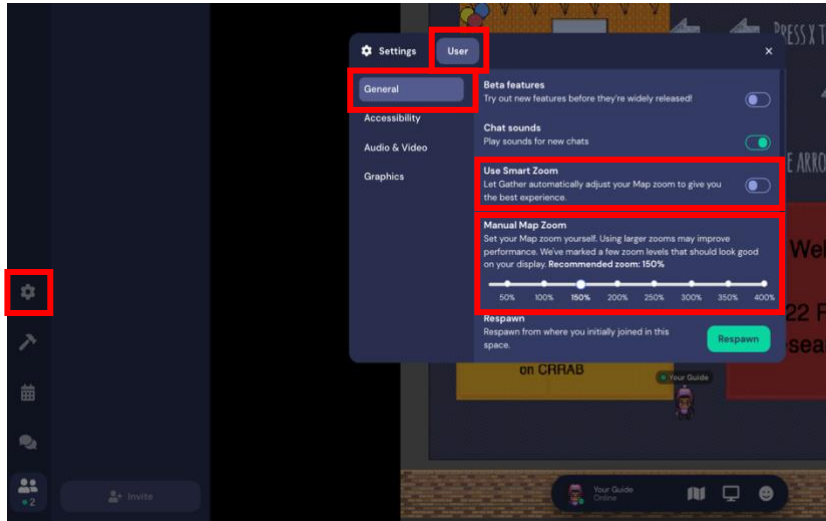 PRESS X T
Settings
User
×
General
Accessibility
Audio & Video
Graphics
Beta features
Try out new features before they're widely released!
Chat sounds
Play sounds for new chats
Use Smart Zoom
Let Gather automatically adjust your Map zoom to give you
the best experience.
Manual Map Zoom
Set your Map zoom yourself. Using larger zooms may improve
performance. We've marked a few zoom levels that should look good
on your display. Recommended zoom: 150%
50% 100% 150% 200% 250% 300% 350% 400%
Respawn
Respawn from where you initially joined in this
space.
Respawn
E ARRO
Wel
22 F
sear
on CRRAB
Your Guide
2
Invite
Your Guide
Online